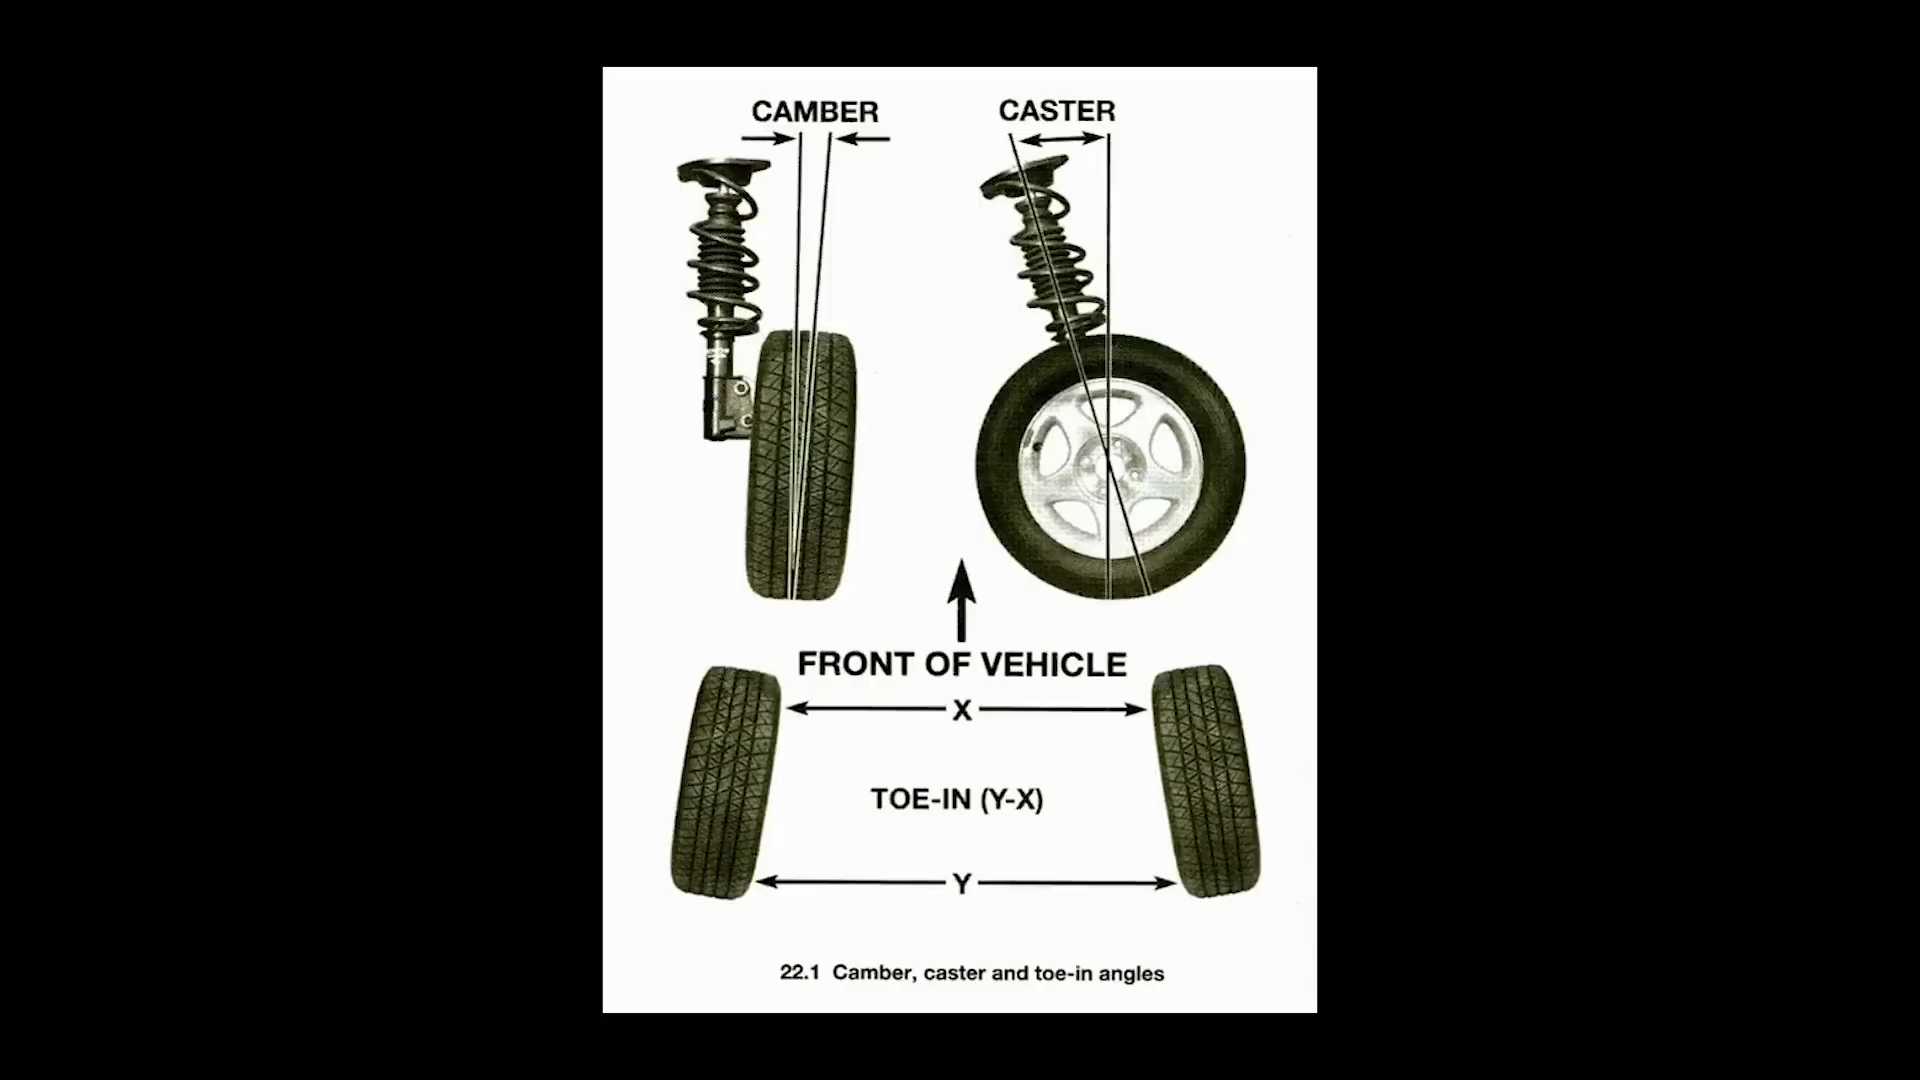 CAMBER
CASTER
FRONT OF VEHICLE
X
TOE-IN (Y-X)
Y
22.1 Camber, caster and toe-in angles